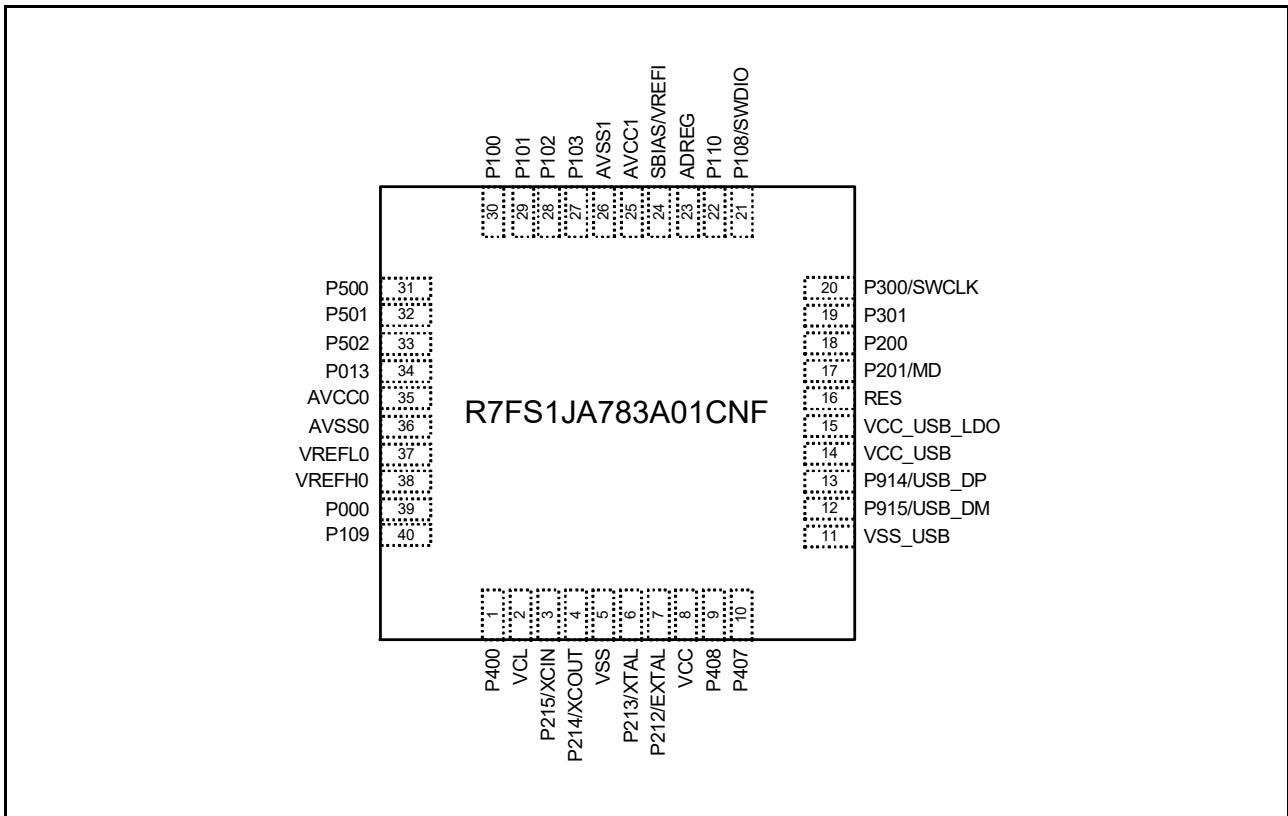 P100
P101
P102
P103
AVSS1
AVCC1
SBIAS/VREFI
ADREG
P110
P108/SWDIO
30
29
28
27
26
25
24
23
22
21
P500 31
P501 32
P502 33
P013 34
AVCC0 35
AVSS0 36
VREFL0 37
VREFH0 38
P000 39
P109 40
R7FS1JA783A01CNF
20 P300/SWCLK
19 P301
18 P200
17 P201/MD
16 RES
15 VCC_USB_LDO
14 VCC_USB
13 P914/USB_DP
12 P915/USB_DM
11 VSS_USB
1
2
3
4
5
6
7
8
9
10
P400
VCL
P215/XCIN
P214/XCOUT
VSS
P213/XTAL
P212/EXTAL
VCC
P408
P407